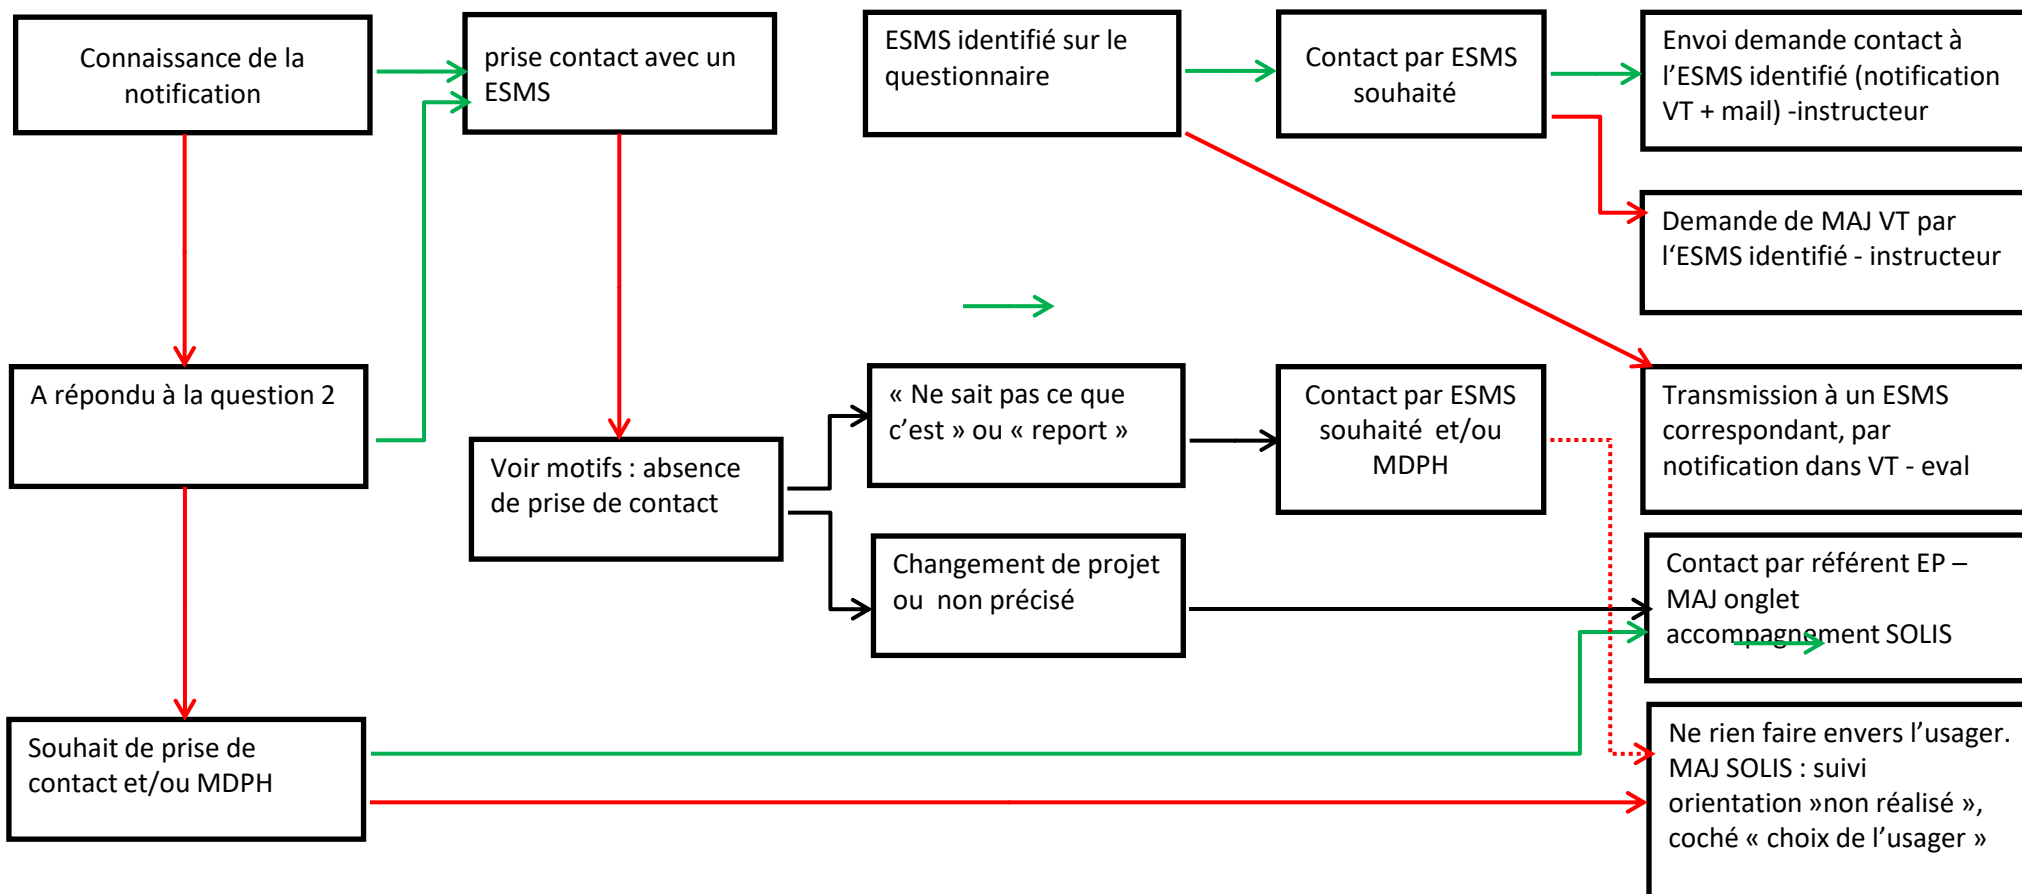 Connaissance de la
notification
prise contact avec un
ESMS
ESMS identifié sur le
questionnaire
Contact par ESMS
souhaité
Envoi demande contact à
l’ESMS identifié (notification
VT + mail) -instructeur
Demande de MAJ VT par
l‘ESMS identifié - instructeur
A répondu à la question 2
« Ne sait pas ce que
c’est » ou « report »
Contact par ESMS
souhaité et/ou
MDPH
Transmission à un ESMS
correspondant, par
notification dans VT - eval
Voir motifs : absence
de prise de contact
Changement de projet
ou non précisé
Contact par référent EP –
MAJ onglet
accompagnement SOLIS
Souhait de prise de
contact et/ou MDPH
Ne rien faire envers l’usager.
MAJ SOLIS : suivi
orientation »non réalisé »,
coché « choix de l’usager »